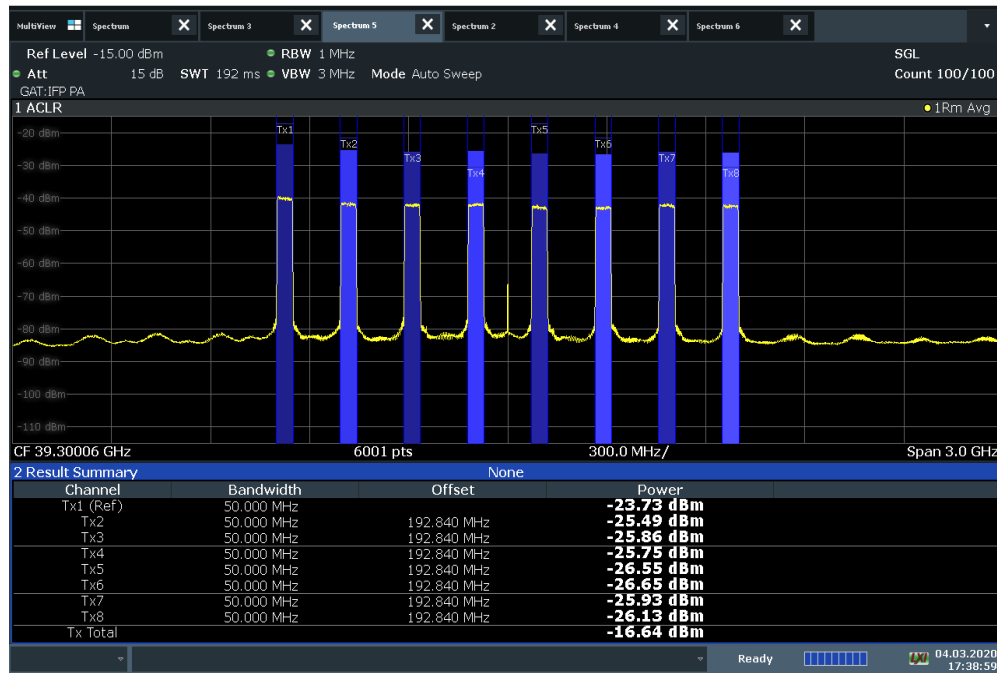 MultiView Spectrum X Spectrum 3 X Spectrum 5 X Spectrum 2 X Spectrum 4 X Spectrum 6 X
Ref Level -15.00 dBm RBW 1 MHz SGL
Att 15 dB SWT 192 ms VBW 3 MHz Mode Auto Sweep Count 100/100
GAT:IFP PA
1 ACLR 1Rm Avg
Tx1 Tx5
-20 dBm
Tx2 Tx6
Tx3 Tx7
-30 dBm
Tx4 Tx8
-40 dBm
-50 dBm
-60 dBm
-70 dBm
-80 dBm
-90 dBm
-100 dBm
-110 dBm
CF 39.30006 GHz 6001 pts 300.0 MHz/ Span 3.0 GHz
2 Result Summary None
Channel Bandwidth Offset Power
Tx1 (Ref) 50.000 MHz -23.73 dBm
Tx2 50.000 MHz 192.840 MHz -25.49 dBm
Tx3 50.000 MHz 192.840 MHz -25.86 dBm
Tx4 50.000 MHz 192.840 MHz -25.75 dBm
Tx5 50.000 MHz 192.840 MHz -26.55 dBm
Tx6 50.000 MHz 192.840 MHz -26.65 dBm
Tx7 50.000 MHz 192.840 MHz -25.93 dBm
Tx8 50.000 MHz 192.840 MHz -26.13 dBm
Tx Total -16.64 dBm
Ready LXI 04.03.2020
17:38:59